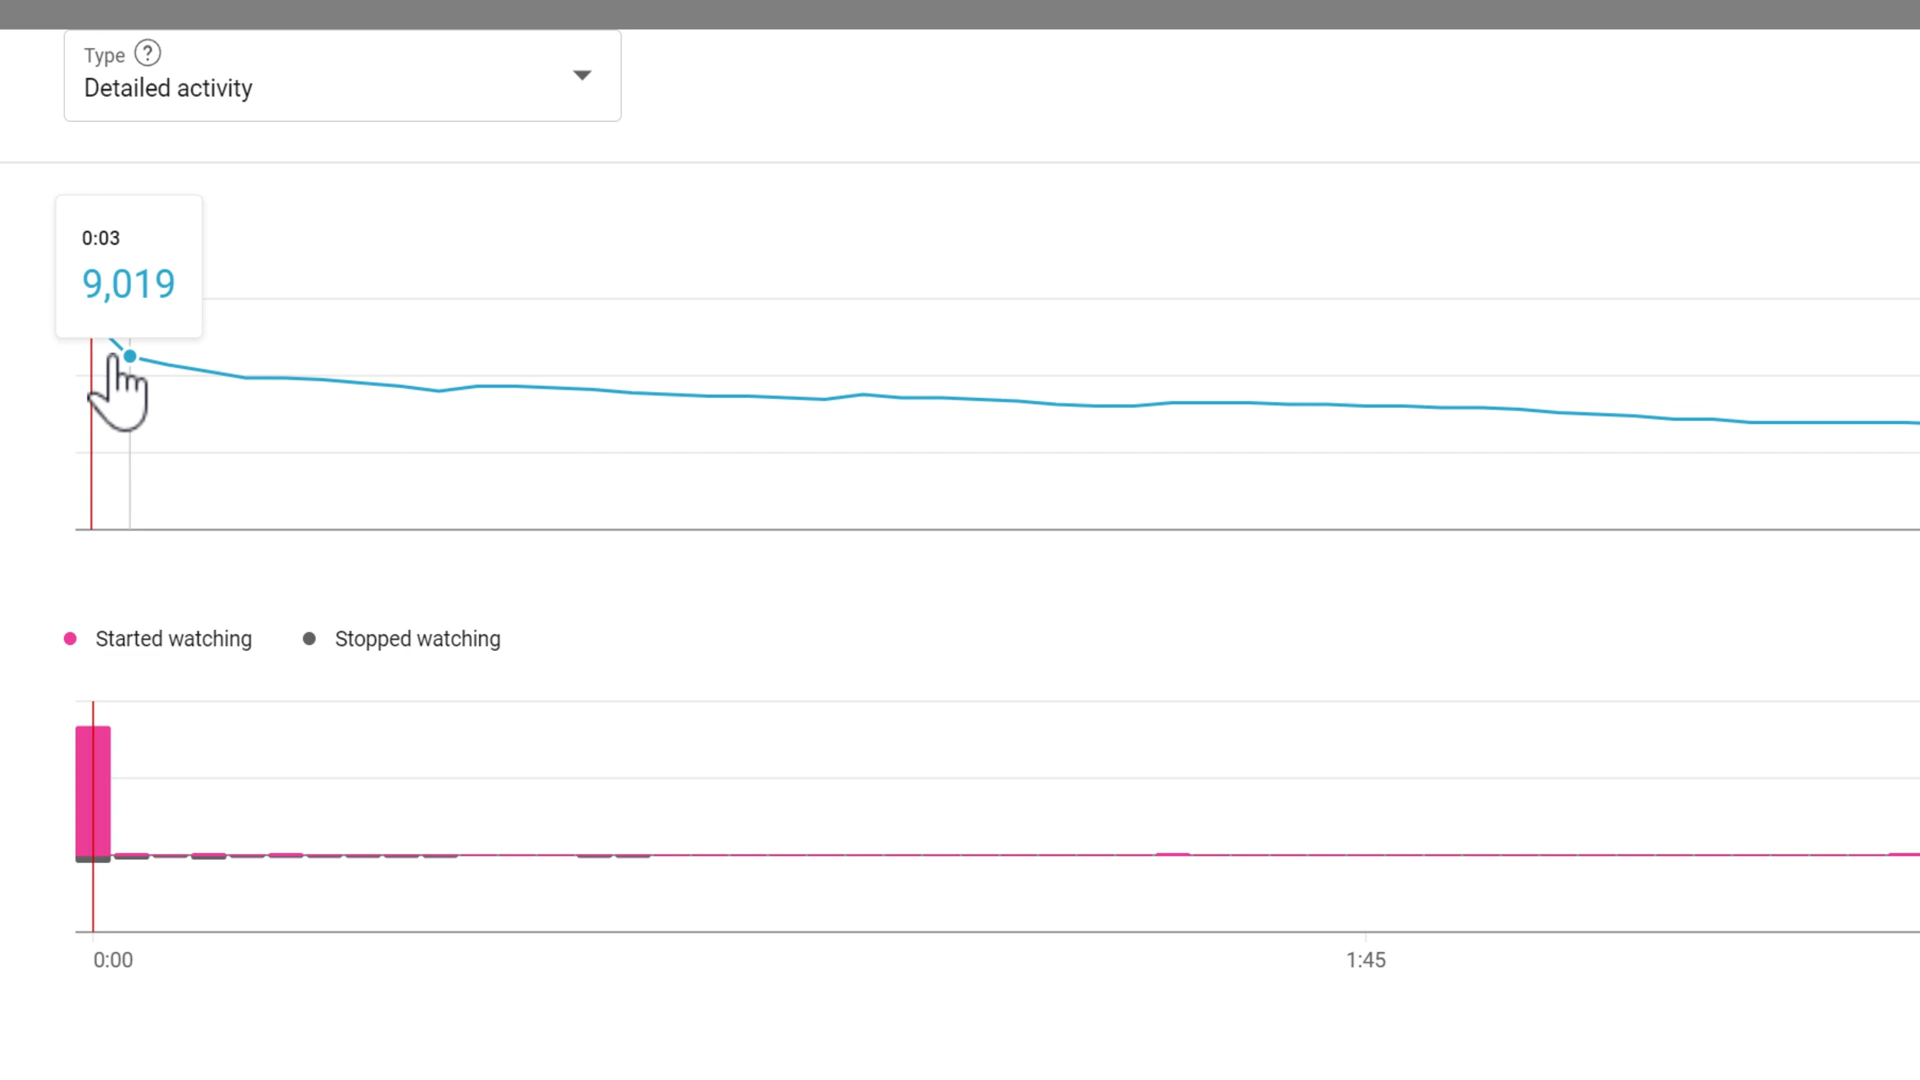 Type ?
Detailed activity
0:03
9,019
Started watching
Stopped watching
0:00
1:45